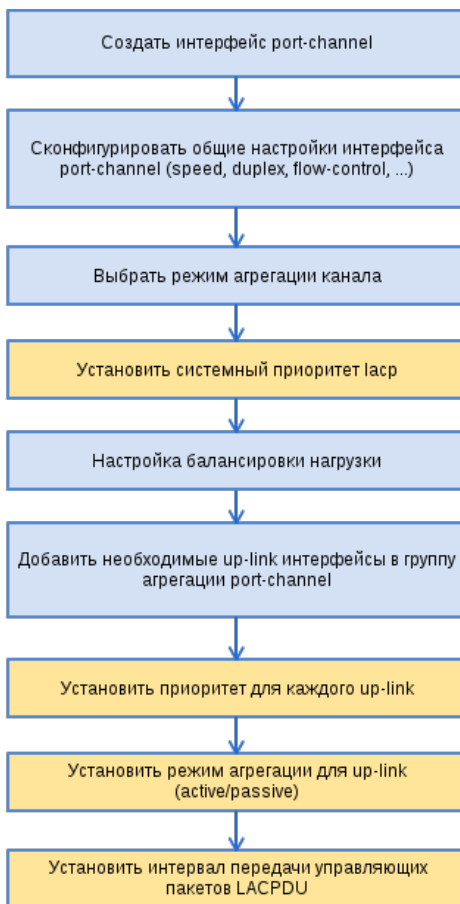 Создать интерфейс port-channel
Сконфигурировать общие настройки интерфейса
port-channel (speed, duplex, flow-control, ...)
Выбрать режим агрегации канала
Установить системный приоритет lacp
Настройка балансировки нагрузки
Добавить необходимые up-link интерфейсы в группу
агрегации port-channel
Установить приоритет для каждого up-link
Установить режим агрегации для up-link
(active/passive)
Установить интервал передачи управляющих
пакетов LACPDU